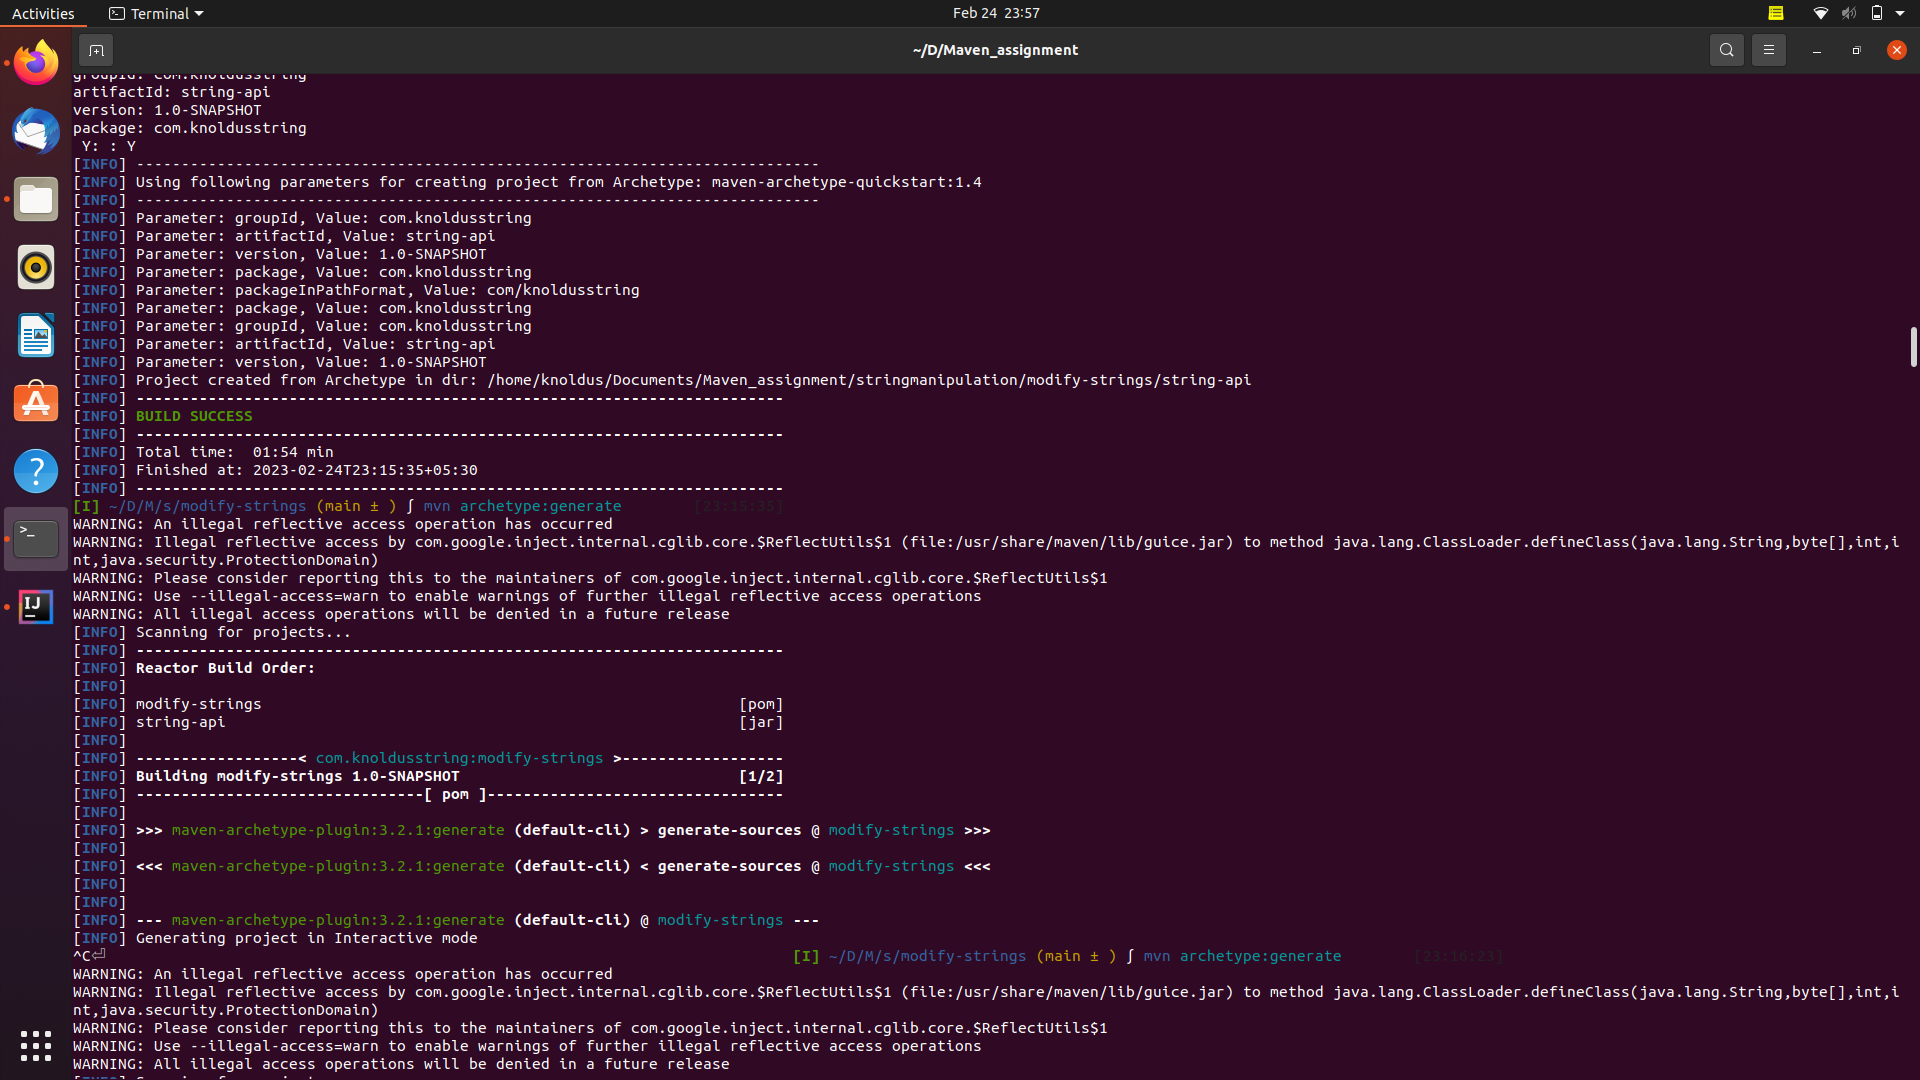 Activities
Terminal
Feb 24 23:57
~/D/Maven_assignment
groupId: com.knoldusstring
artifactId: string-api
version: 1.0-SNAPSHOT
package: com.knoldusstring
Y: : Y
[INFO] ----------------------------------------------------------------------------
[INFO] Using following parameters for creating project from Archetype: maven-archetype-quickstart:1.4
[INFO] ----------------------------------------------------------------------------
[INFO] Parameter: groupId, Value: com.knoldusstring
[INFO] Parameter: artifactId, Value: string-api
[INFO] Parameter: version, Value: 1.0-SNAPSHOT
[INFO] Parameter: package, Value: com.knoldusstring
[INFO] Parameter: packageInPathFormat, Value: com/knoldusstring
[INFO] Parameter: package, Value: com.knoldusstring
[INFO] Parameter: groupId, Value: com.knoldusstring
[INFO] Parameter: artifactId, Value: string-api
[INFO] Parameter: version, Value: 1.0-SNAPSHOT
[INFO] Project created from Archetype in dir: /home/knoldus/Documents/Maven_assignment/stringmanipulation/modify-strings/string-api
[INFO] ------------------------------------------------------------------------
[INFO] BUILD SUCCESS
[INFO] ------------------------------------------------------------------------
[INFO] Total time:  01:54 min
[INFO] Finished at: 2023-02-24T23:15:35+05:30
[INFO] ------------------------------------------------------------------------
[I] ~/D/M/s/modify-strings (main ± ) ∫ mvn archetype:generate [23:15:35]
WARNING: An illegal reflective access operation has occurred
WARNING: Illegal reflective access by com.google.inject.internal.cglib.core.$ReflectUtils$1 (file:/usr/share/maven/lib/guice.jar) to method java.lang.ClassLoader.defineClass(java.lang.String,byte[],int,i
nt,java.security.ProtectionDomain)
WARNING: Please consider reporting this to the maintainers of com.google.inject.internal.cglib.core.$ReflectUtils$1
WARNING: Use --illegal-access=warn to enable warnings of further illegal reflective access operations
WARNING: All illegal access operations will be denied in a future release
[INFO] Scanning for projects...
[INFO] ------------------------------------------------------------------------
[INFO] Reactor Build Order:
[INFO]
[INFO] modify-strings [pom]
[INFO] string-api [jar]
[INFO]
[INFO] ------------------< com.knoldusstring:modify-strings >------------------
[INFO] Building modify-strings 1.0-SNAPSHOT [1/2]
[INFO] --------------------------------[ pom ]---------------------------------
[INFO]
[INFO] >>> maven-archetype-plugin:3.2.1:generate (default-cli) > generate-sources @ modify-strings >>>
[INFO]
[INFO] <<< maven-archetype-plugin:3.2.1:generate (default-cli) < generate-sources @ modify-strings <<<
[INFO]
[INFO]
[INFO] --- maven-archetype-plugin:3.2.1:generate (default-cli) @ modify-strings ---
[INFO] Generating project in Interactive mode
^C⏎ [I] ~/D/M/s/modify-strings (main ± ) ∫ mvn archetype:generate [23:16:23]
WARNING: An illegal reflective access operation has occurred
WARNING: Illegal reflective access by com.google.inject.internal.cglib.core.$ReflectUtils$1 (file:/usr/share/maven/lib/guice.jar) to method java.lang.ClassLoader.defineClass(java.lang.String,byte[],int,i
nt,java.security.ProtectionDomain)
WARNING: Please consider reporting this to the maintainers of com.google.inject.internal.cglib.core.$ReflectUtils$1
WARNING: Use --illegal-access=warn to enable warnings of further illegal reflective access operations
WARNING: All illegal access operations will be denied in a future release